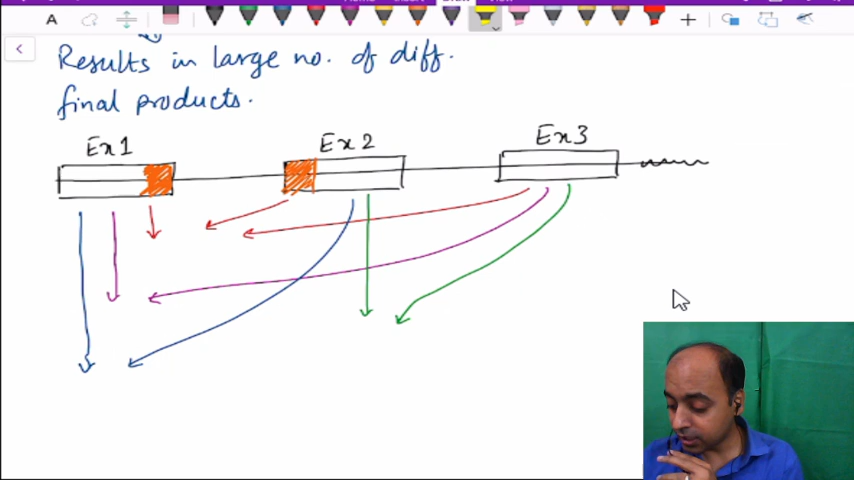 Results in large no. of diff.
final products.
Ex1 Ex2 Ex3